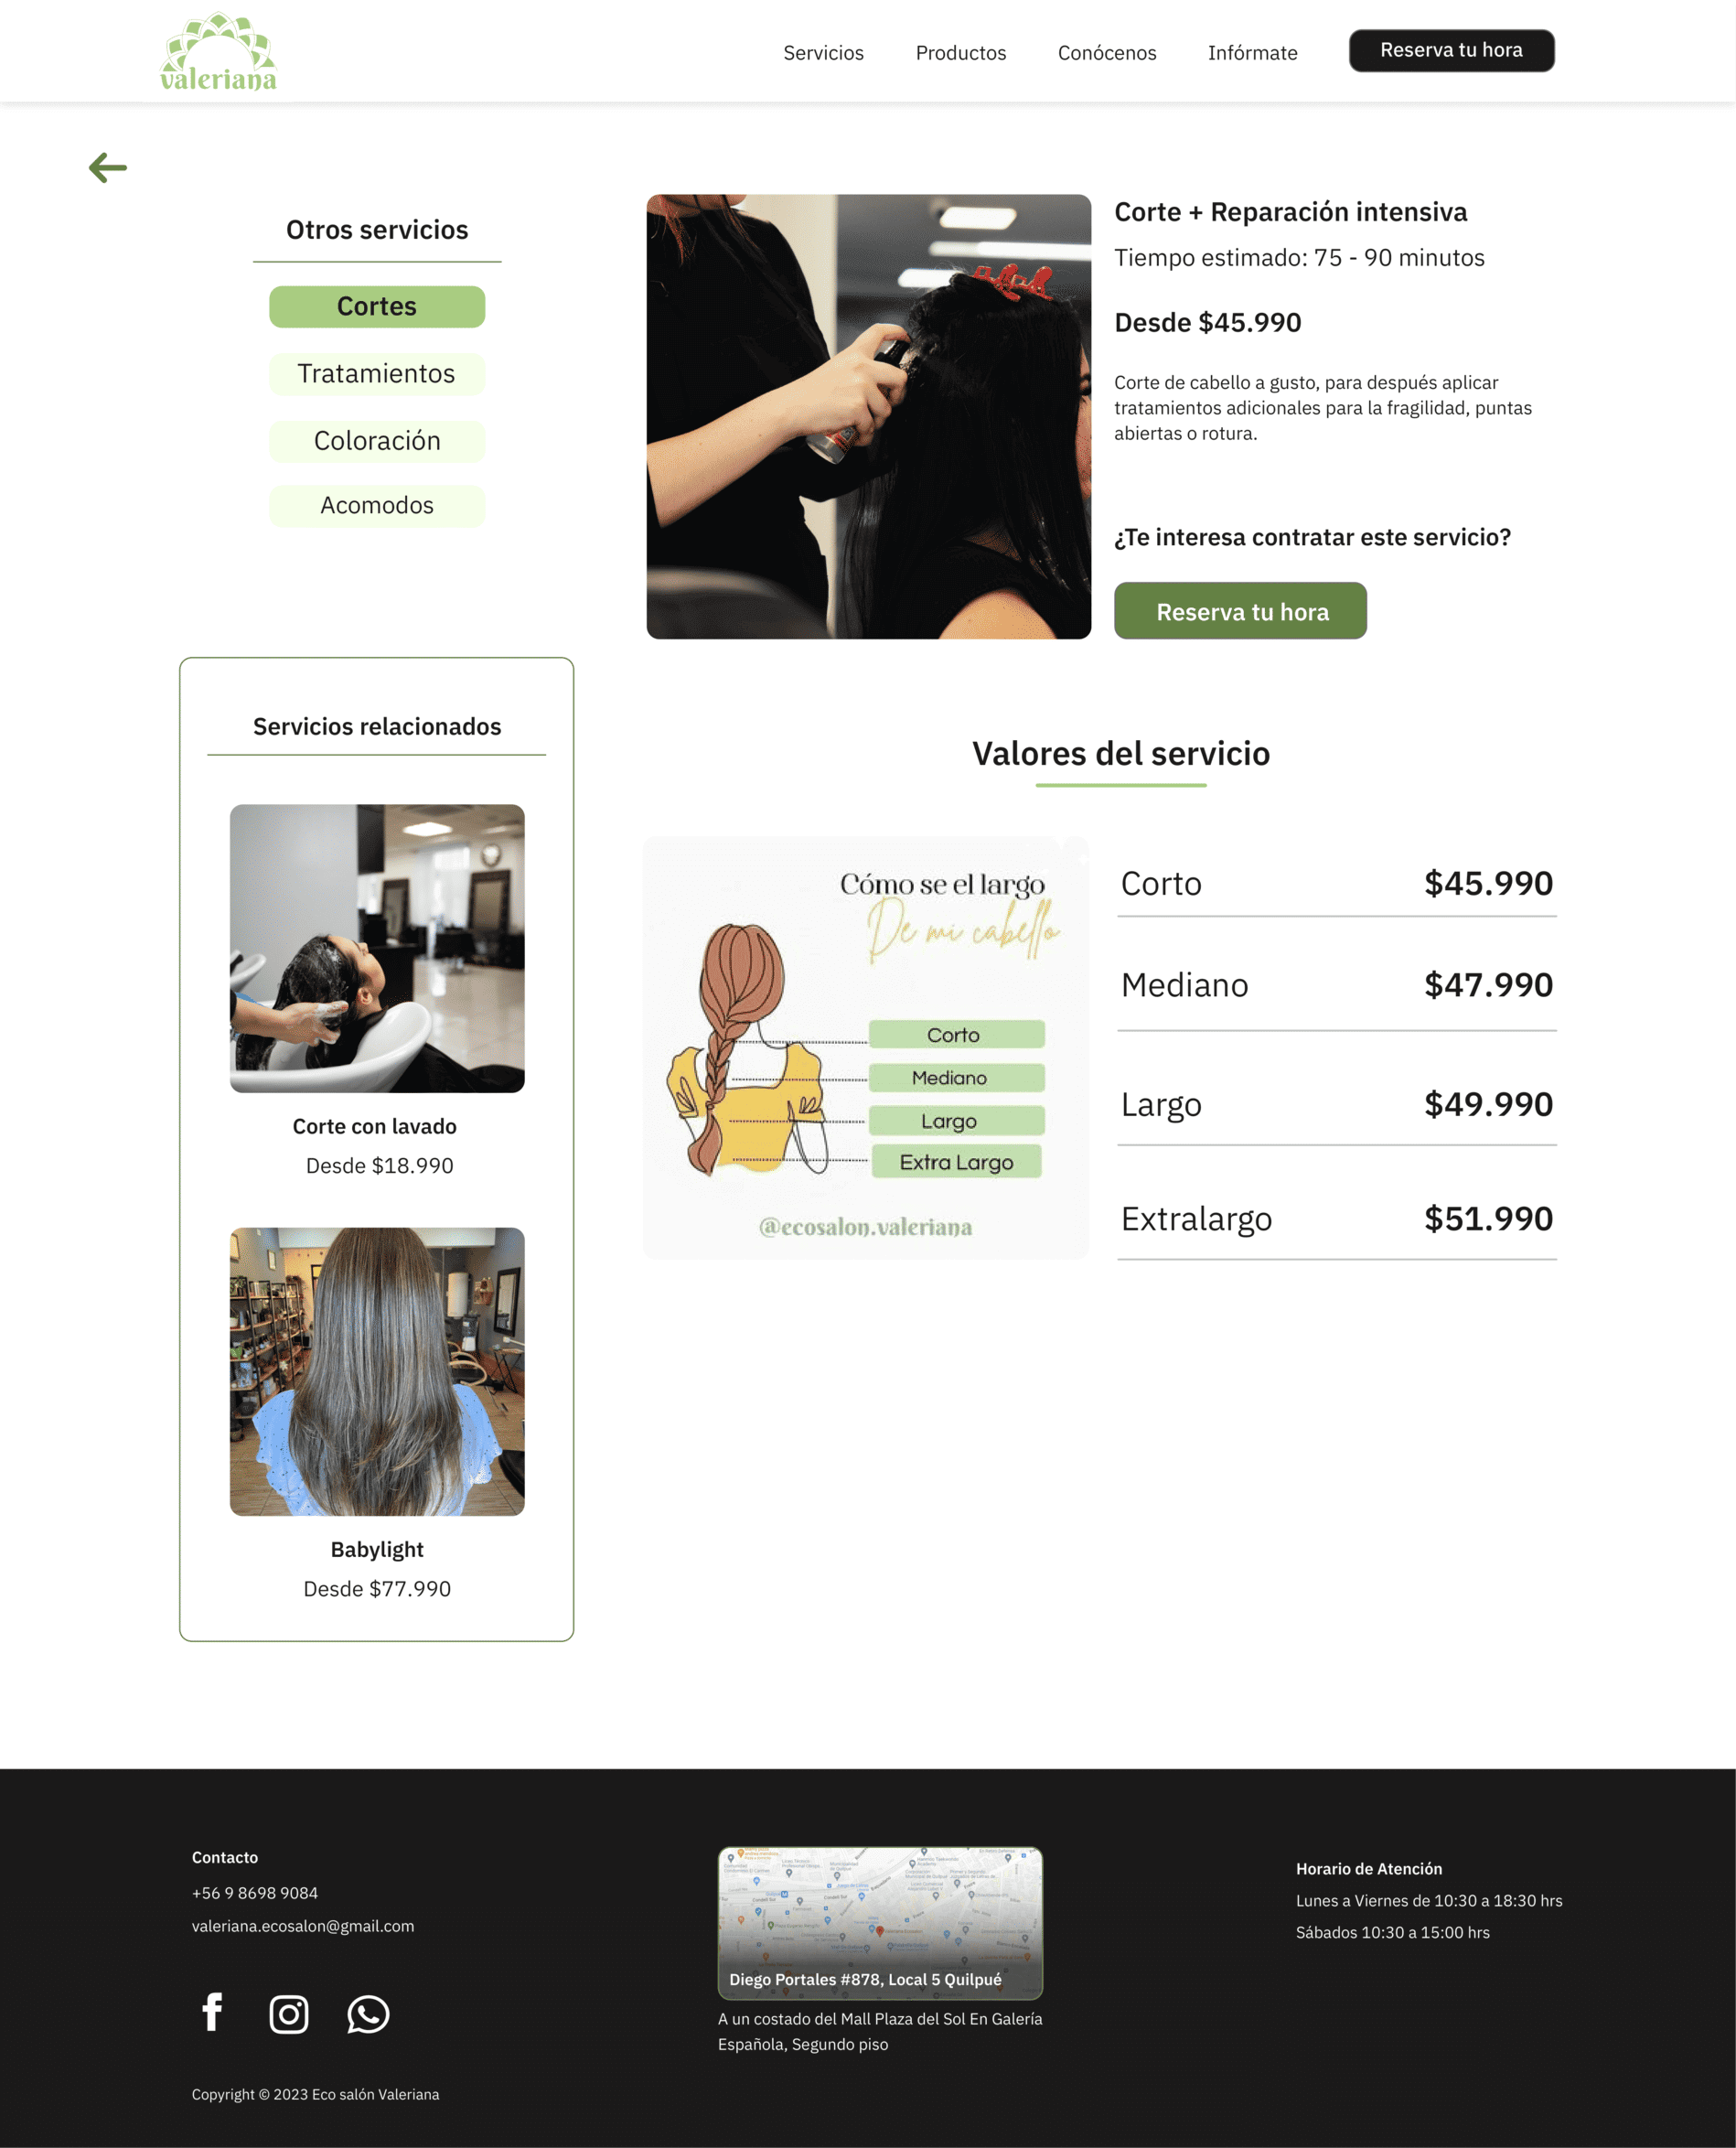 valeriana
Servicios
Productos
Conócenos
Infórmate
Reserva tu hora
Otros servicios
Cortes
Tratamientos
Coloración
Acomodos
Corte + Reparación intensiva
Tiempo estimado: 75 - 90 minutos
Desde $45.990
Corte de cabello a gusto, para después aplicar
tratamientos adicionales para la fragilidad, puntas
abiertas o rotura.
¿Te interesa contratar este servicio?
Reserva tu hora
Servicios relacionados
Corte con lavado
Desde $18.990
Babylight
Desde $77.990
Valores del servicio
Cómo se el largo
De mi cabello
Corto
Mediano
Largo
Extra Largo
@ecosalon.valeriana
Corto $45.990
Mediano $47.990
Largo $49.990
Extralargo $51.990
Contacto
+56 9 8698 9084
valeriana.ecosalon@gmail.com
Copyright © 2023 Eco salón Valeriana
Diego Portales #878, Local 5 Quilpué
A un costado del Mall Plaza del Sol En Galería
Española, Segundo piso
Horario de Atención
Lunes a Viernes de 10:30 a 18:30 hrs
Sábados 10:30 a 15:00 hrs